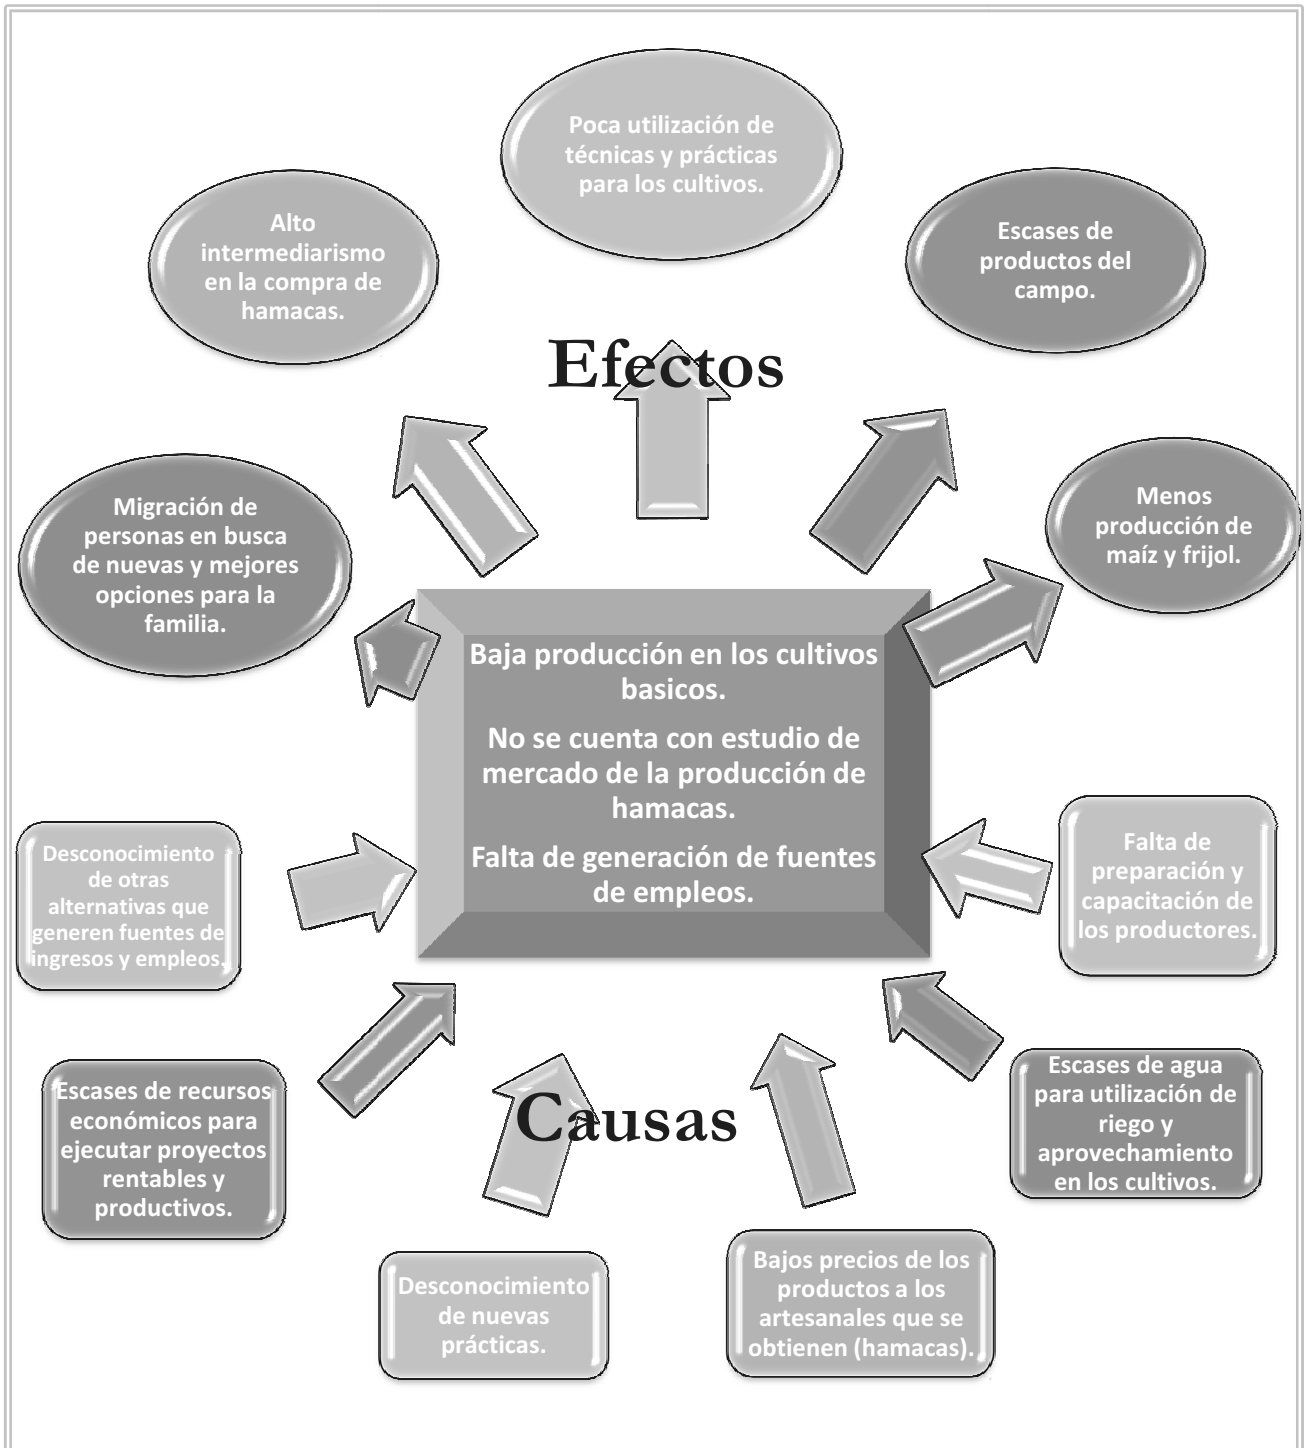 Poca utilización de
técnicas y prácticas
para los cultivos.
Alto
intermediarismo
en la compra de
hamacas.
Escases de
productos del
campo.
Efectos
Migración de
personas en busca
de nuevas y mejores
opciones para la
familia.
Menos
producción de
maíz y frijol.
Baja producción en los cultivos
basicos.
No se cuenta con estudio de
mercado de la producción de
hamacas.
Falta de generación de fuentes
de empleos.
Desconocimiento
de otras
alternativas que
generen fuentes de
ingresos y empleos.
Falta de
preparación y
capacitación de
los productores.
Escases de recursos
económicos para
ejecutar proyectos
rentables y
productivos.
Causas
Escases de agua
para utilización de
riego y
aprovechamiento
en los cultivos.
Desconocimiento
de nuevas
prácticas.
Bajos precios de los
productos a los
artesanales que se
obtienen (hamacas).